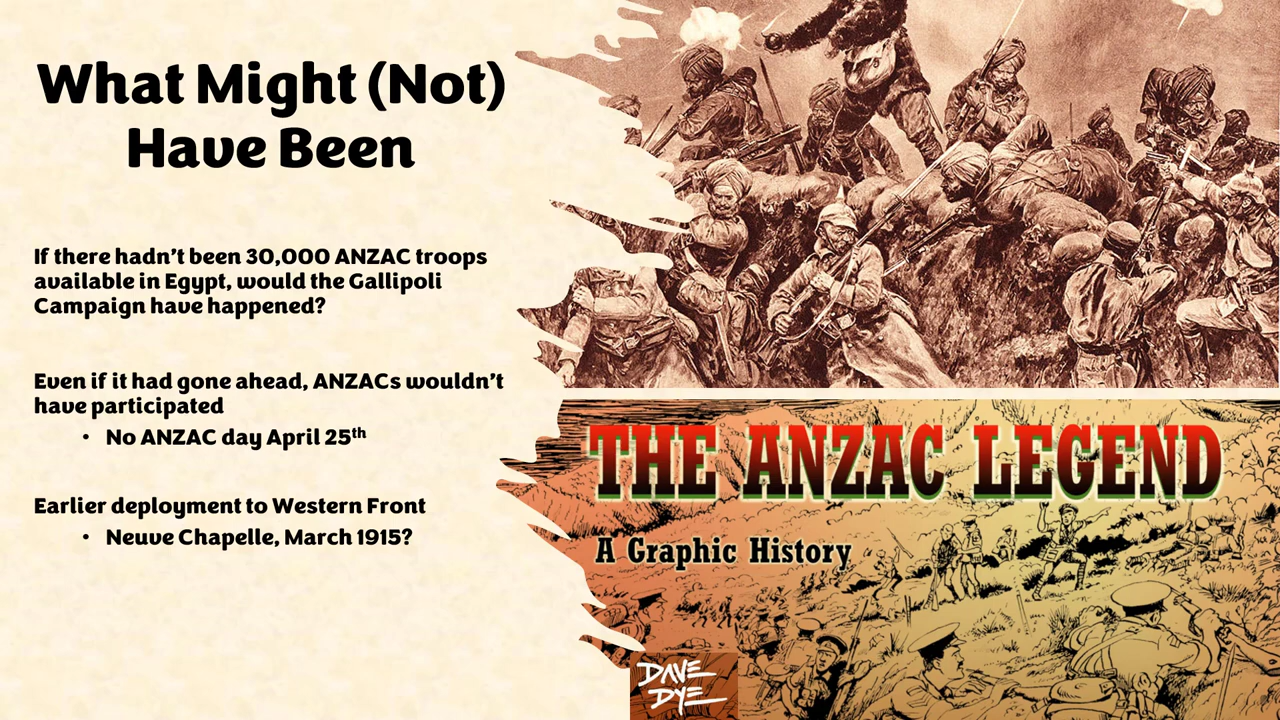 What Might (Not)
Have Been
If there hadn't been 30,000 ANZAC troops
available in Egypt, would the Gallipoli
Campaign have happened?
Even if it had gone ahead, ANZACs wouldn't
have participated
• No ANZAC day April 25th
Earlier deployment to Western Front
• Neuve Chapelle, March 1915?
THE ANZAC LEGEND
A Graphic History
DAVE
DYE